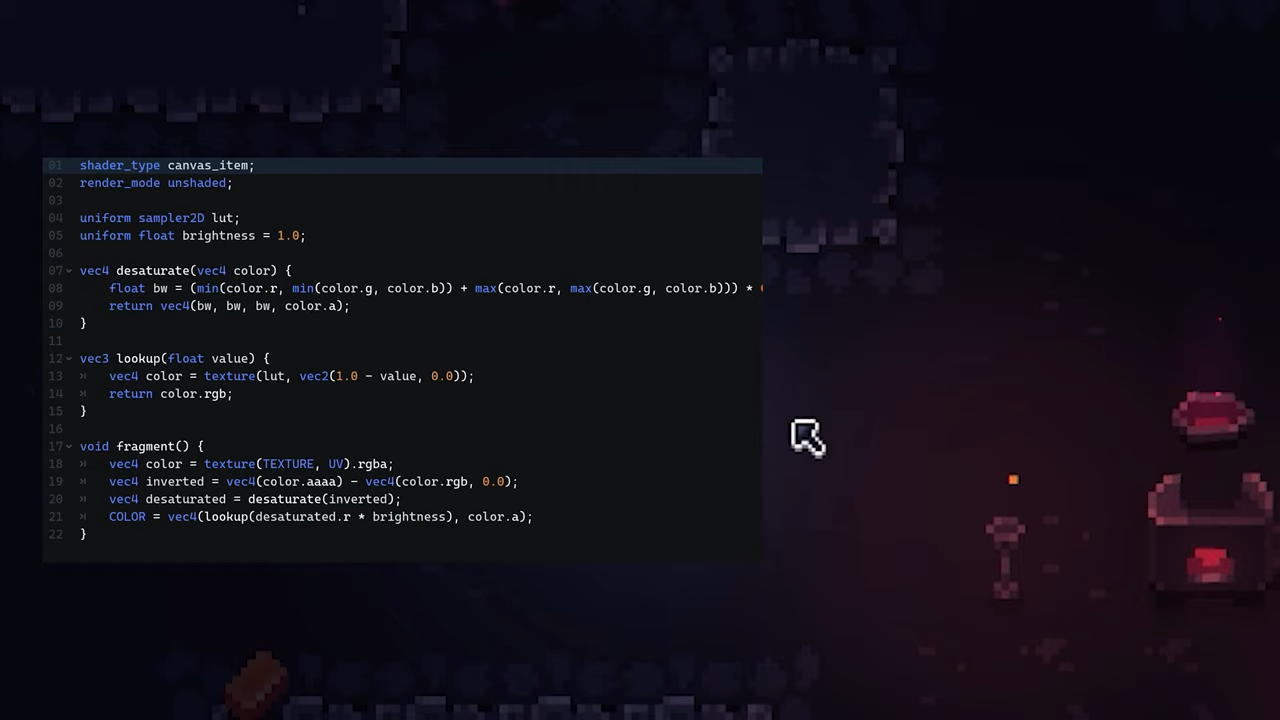 01 shader_type canvas_item;
02 render_mode unshaded;
03
04 uniform sampler2D lut;
05 uniform float brightness = 1.0;
06
07 vec4 desaturate(vec4 color) {
08 float bw = (min(color.r, min(color.g, color.b)) + max(color.r, max(color.g, color.b))) *
09 return vec4(bw, bw, bw, color.a);
10 }
11
12 vec3 lookup(float value) {
13 vec4 color = texture(lut, vec2(1.0 - value, 0.0));
14 return color.rgb;
15 }
16
17 void fragment() {
18 vec4 color = texture(TEXTURE, UV).rgba;
19 vec4 inverted = vec4(color.aaaa) - vec4(color.rgb, 0.0);
20 vec4 desaturated = desaturate(inverted);
21 COLOR = vec4(lookup(desaturated.r * brightness), color.a);
22 }